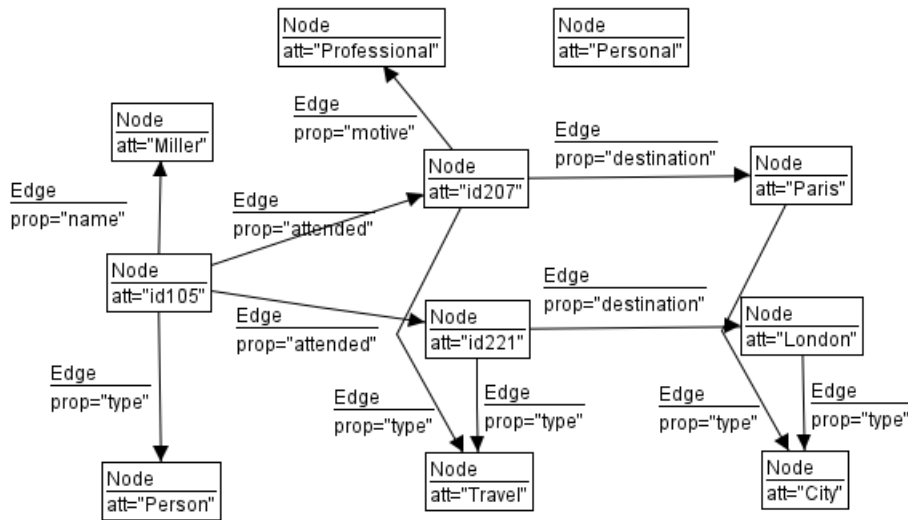 Node
att="Professional"
Node
att="Personal"
Edge
prop="motive"
Node
att="Miller"
Edge
prop="destination"
Node
att="id207"
Node
att="Paris"
Edge
prop="name"
Edge
prop="attended"
Node
att="id105"
Edge
prop="destination"
Edge
prop="attended"
Node
att="id221"
Node
att="London"
Edge
prop="type"
Edge
prop="type"
Edge
prop="type"
Edge
prop="type"
Edge
prop="type"
Node
att="Person"
Node
att="Travel"
Node
att="City"